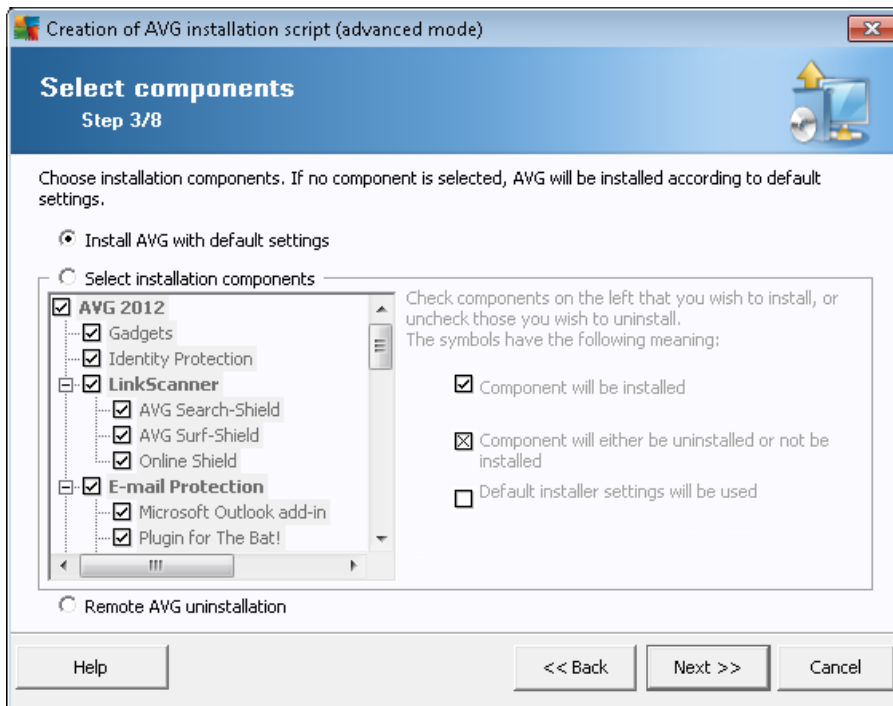 Creation of AVG installation script (advanced mode)
Select components
Step 3/8
Choose installation components. If no component is selected, AVG will be installed according to default
settings.
Install AVG with default settings
Select installation components
AVG 2012
Gadgets
Identity Protection
LinkScanner
AVG Search-Shield
AVG Surf-Shield
Online Shield
E-mail Protection
Microsoft Outlook add-in
Plugin for The Bat!
Check components on the left that you wish to install, or
uncheck those you wish to uninstall.
The symbols have the following meaning:
Component will be installed
Component will either be uninstalled or not be
installed
Default installer settings will be used
Remote AVG uninstallation
Help
<< Back
Next >>
Cancel